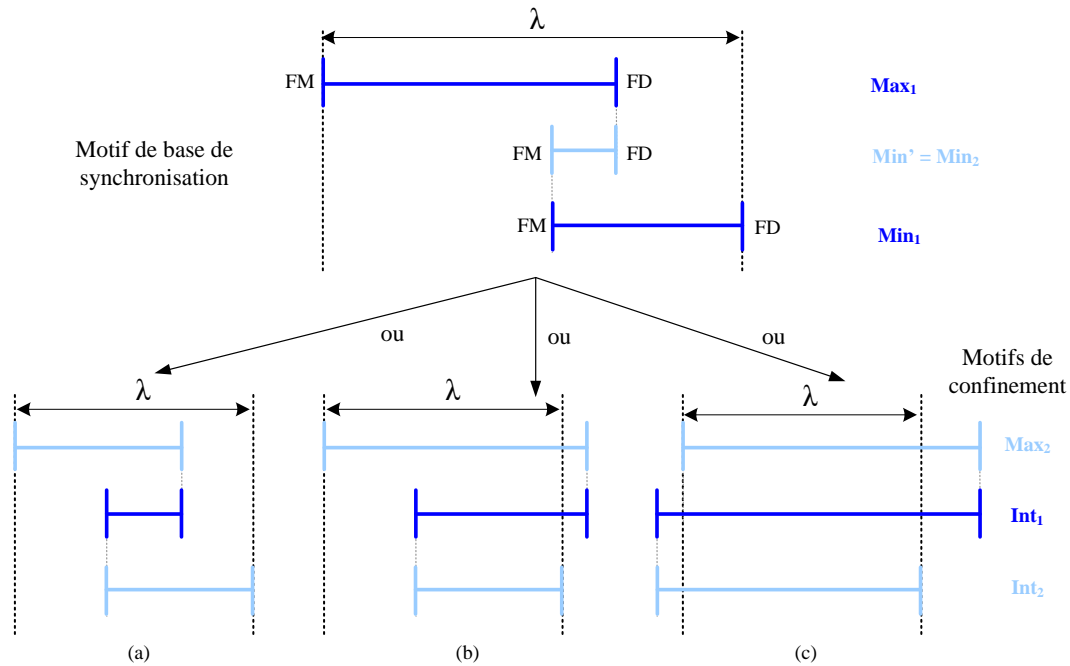 λ
FM
FD
Max₁
Motif de base de
synchronisation
FM
FD
Min’ = Min₂
FM
FD
Min₁
ou
ou
ou
Motifs de
confinement
λ
λ
λ
Max₂
Int₁
Int₂
(a)
(b)
(c)